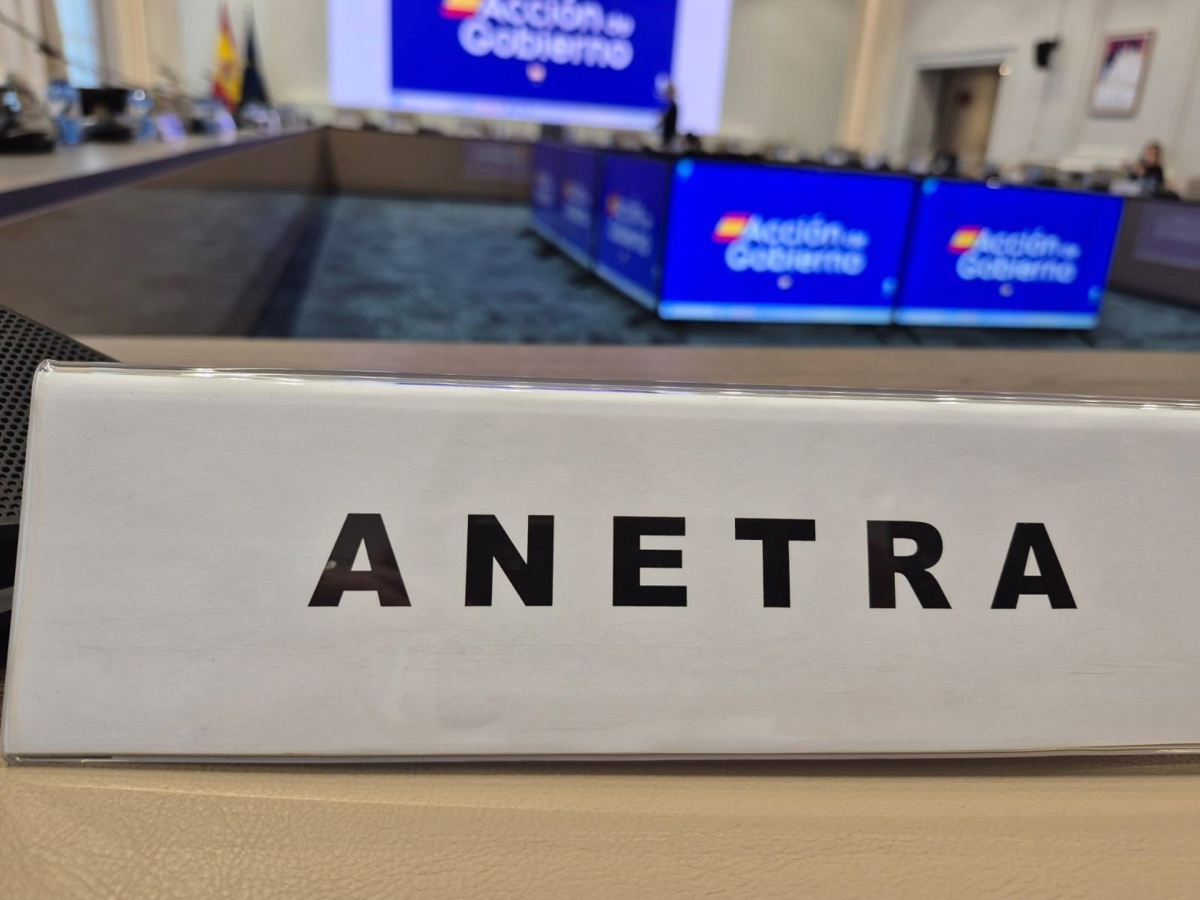 Acción de
Gobierno
Acción de
Gobierno
Acción de
Gobierno
ANETRA